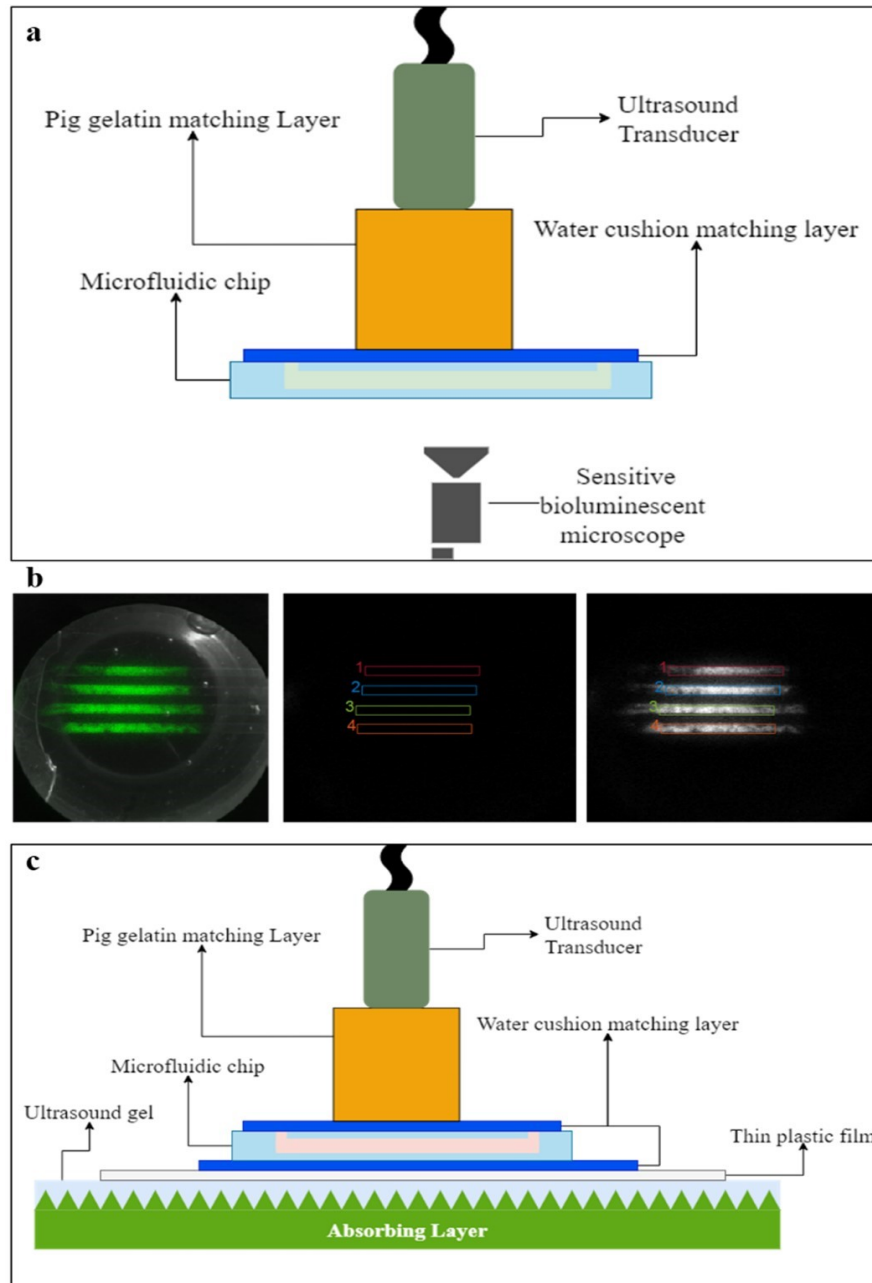 a
Pig gelatin matching Layer
Ultrasound
Transducer
Water cushion matching layer
Microfluidic chip
Sensitive
bioluminescent
microscope
b
1
2
3
4
1
2
3
4
c
Pig gelatin matching Layer
Ultrasound
Transducer
Water cushion matching layer
Microfluidic chip
Ultrasound gel
Thin plastic film
Absorbing Layer